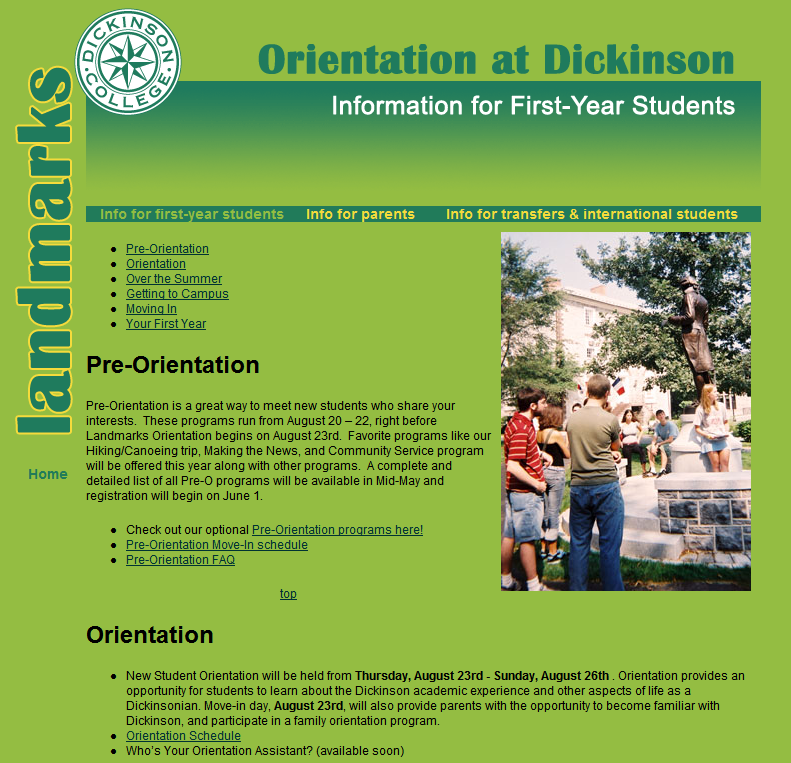 DICKINSON COLLEGE
Orientation at Dickinson
Information for First-Year Students
landmarks
Info for first-year students Info for parents Info for transfers & international students
Home
• Pre-Orientation
• Orientation
• Over the Summer
• Getting to Campus
• Moving In
• Your First Year
Pre-Orientation
Pre-Orientation is a great way to meet new students who share your
interests.  These programs run from August 20 – 22, right before
Landmarks Orientation begins on August 23rd.  Favorite programs like our
Hiking/Canoeing trip, Making the News, and Community Service program
will be offered this year along with other programs.  A complete and
detailed list of all Pre-O programs will be available in Mid-May and
registration will begin on June 1.
• Check out our optional Pre-Orientation programs here!
• Pre-Orientation Move-In schedule
• Pre-Orientation FAQ
top
Orientation
• New Student Orientation will be held from Thursday, August 23rd - Sunday, August 26th . Orientation provides an
opportunity for students to learn about the Dickinson academic experience and other aspects of life as a
Dickinsonian. Move-in day, August 23rd, will also provide parents with the opportunity to become familiar with
Dickinson, and participate in a family orientation program.
• Orientation Schedule
• Who's Your Orientation Assistant? (available soon)